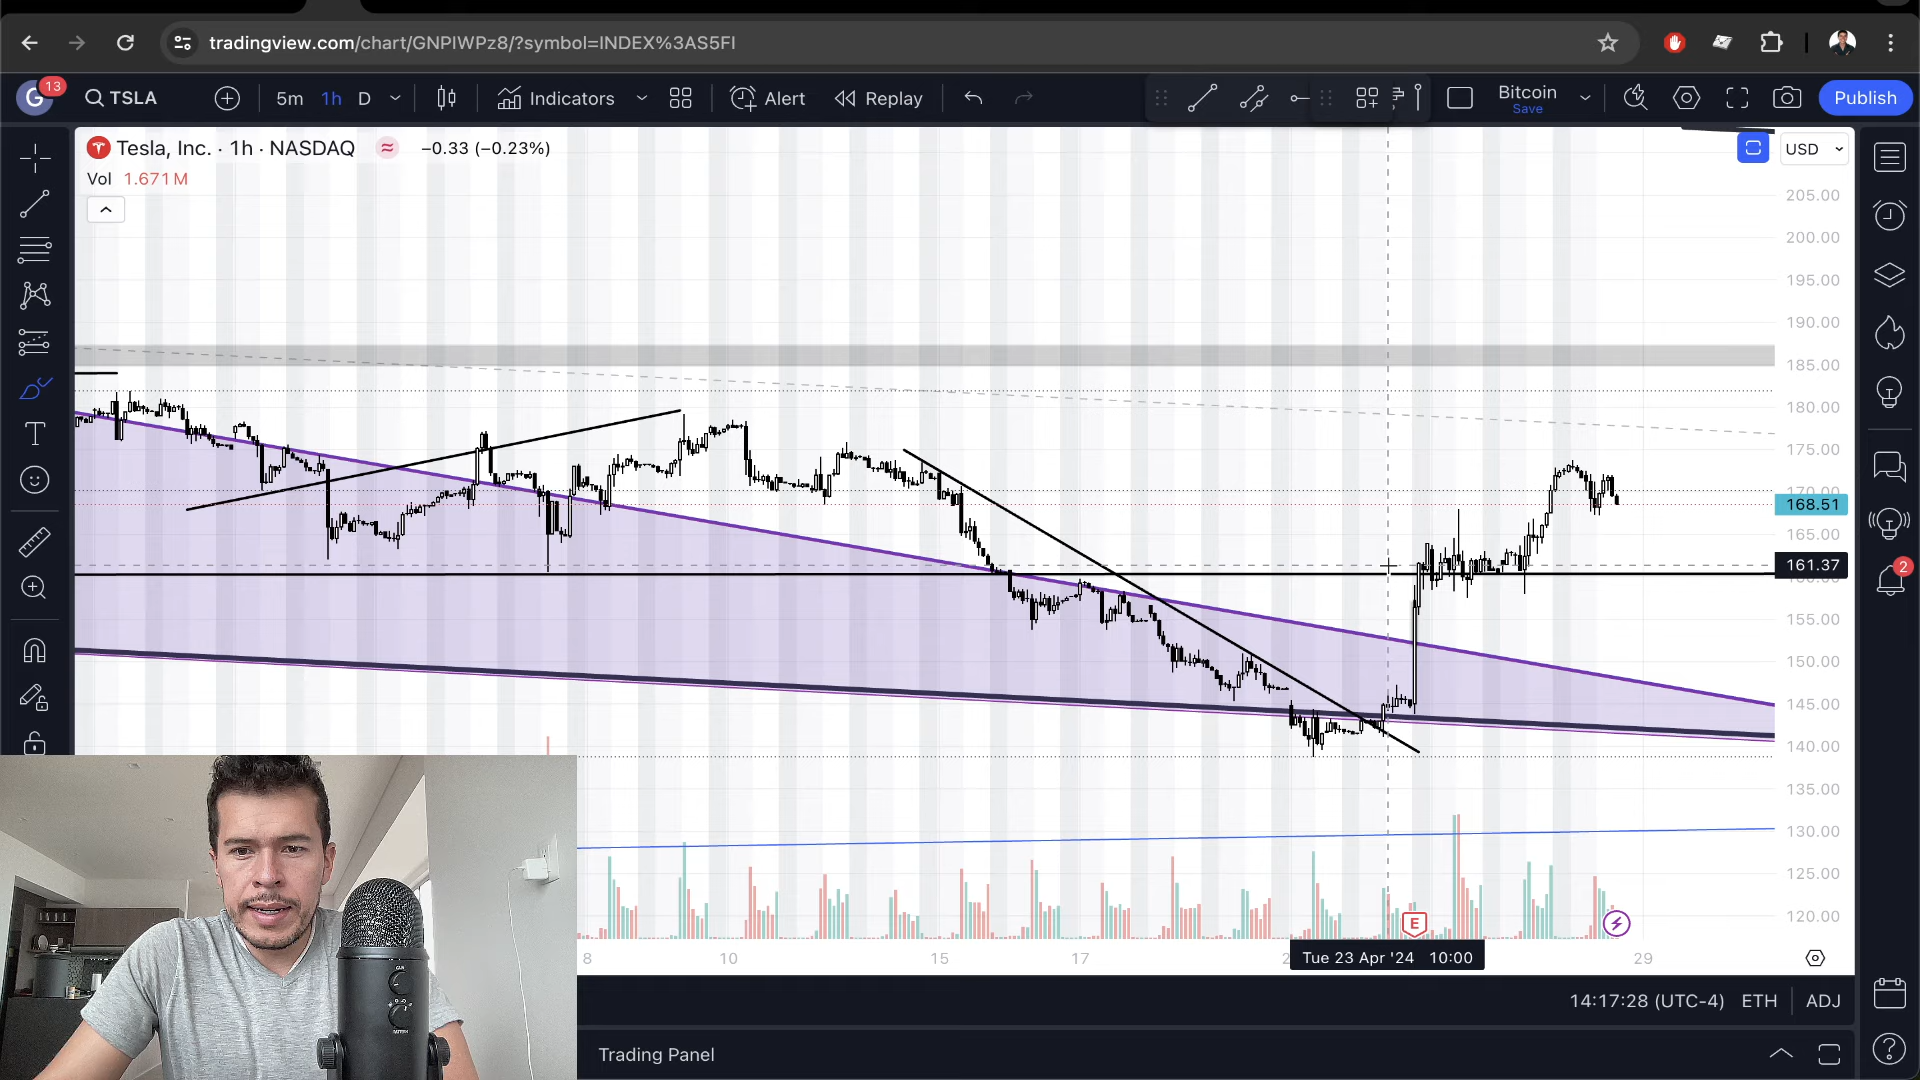 tradingview.com/chart/GNPIWPz8/?symbol=INDEX%3AS5FI
G
13
TSLA
5m 1h D
Indicators
Alert
Replay
Bitcoin
Save
Publish
Tesla, Inc. · 1h · NASDAQ ≈ −0.33 (−0.23%)
Vol 1.671 M
USD
205.00
200.00
195.00
190.00
185.00
180.00
175.00
170.00
168.51
165.00
161.37
155.00
150.00
145.00
140.00
135.00
130.00
125.00
120.00
2
E
8 10 15 17 Tue 23 Apr '24 10:00 29
14:17:28 (UTC-4) ETH ADJ
Trading Panel